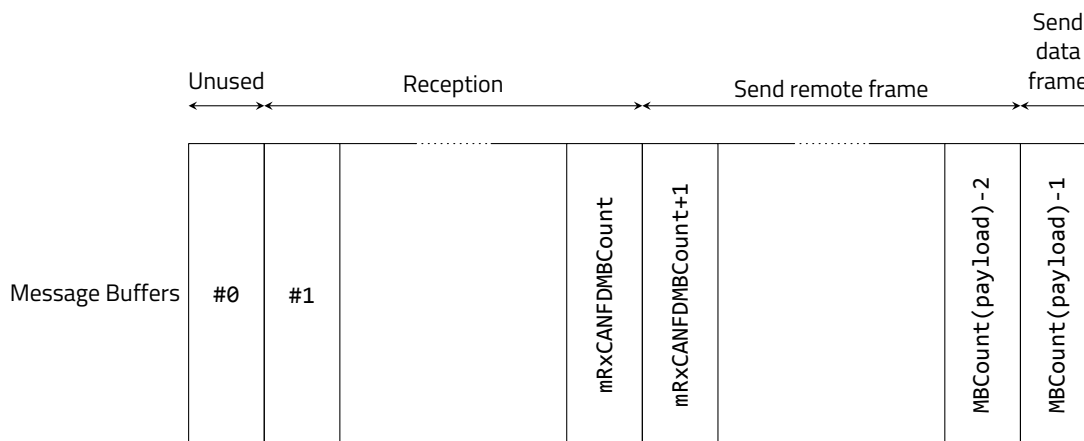 Send
data
frame
Unused
Reception
Send remote frame
Message Buffers
#0
#1
mRxCANFDMBCount
mRxCANFDMBCount+1
MBCount(payload)-2
MBCount(payload)-1